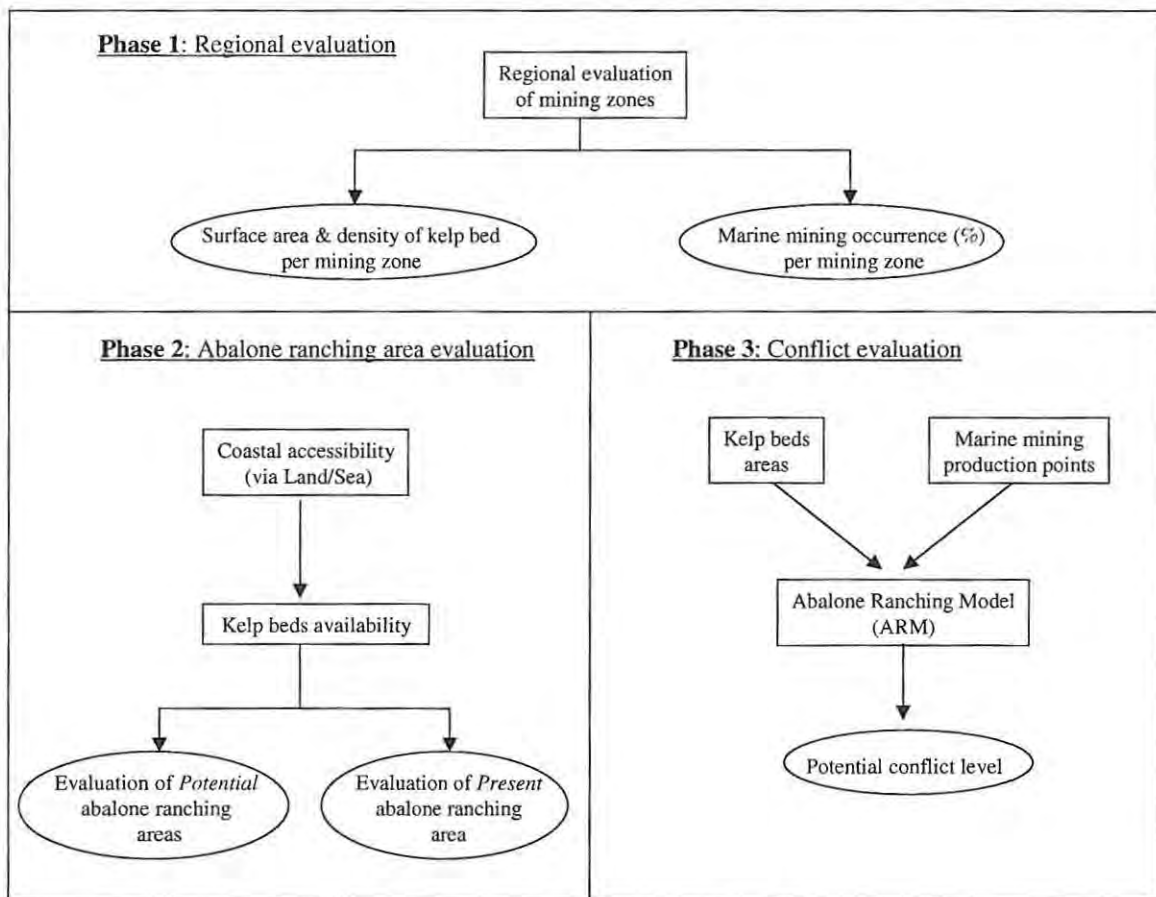 Phase 1: Regional evaluation
Regional evaluation
of mining zones
Surface area & density of kelp bed
per mining zone
Marine mining occurrence (%)
per mining zone
Phase 2: Abalone ranching area evaluation
Coastal accessibility
(via Land/Sea)
Kelp beds availability
Evaluation of Potential
abalone ranching
areas
Evaluation of Present
abalone ranching
area
Phase 3: Conflict evaluation
Kelp beds
areas
Marine mining
production points
Abalone Ranching Model
(ARM)
Potential conflict level